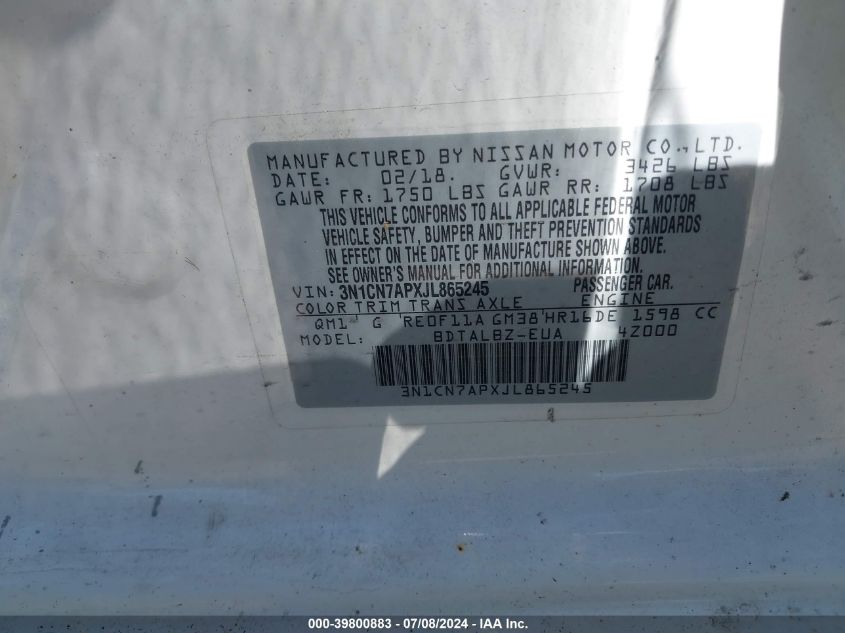 MANUFACTURED BY NISSAN MOTOR CO.,LTD.
DATE: 02/18. GVWR: 3426 LBS
GAWR FR: 1750 LBS GAWR RR: 1708 LBS
THIS VEHICLE CONFORMS TO ALL APPLICABLE FEDERAL MOTOR
VEHICLE SAFETY, BUMPER AND THEFT PREVENTION STANDARDS
IN EFFECT ON THE DATE OF MANUFACTURE SHOWN ABOVE.
SEE OWNER'S MANUAL FOR ADDITIONAL INFORMATION.
VIN: 3N1CN7APXJL865245 PASSENGER CAR.
COLOR TRIM TRANS AXLE ENGINE
QM1 G 'RE0F11A GM38'HR16DE 1598 CC
MODEL: BDTALBZ-EUA 42000
3N1CN7APXJL865245
000-39800883 / 07/08/2024 - IAA Inc.